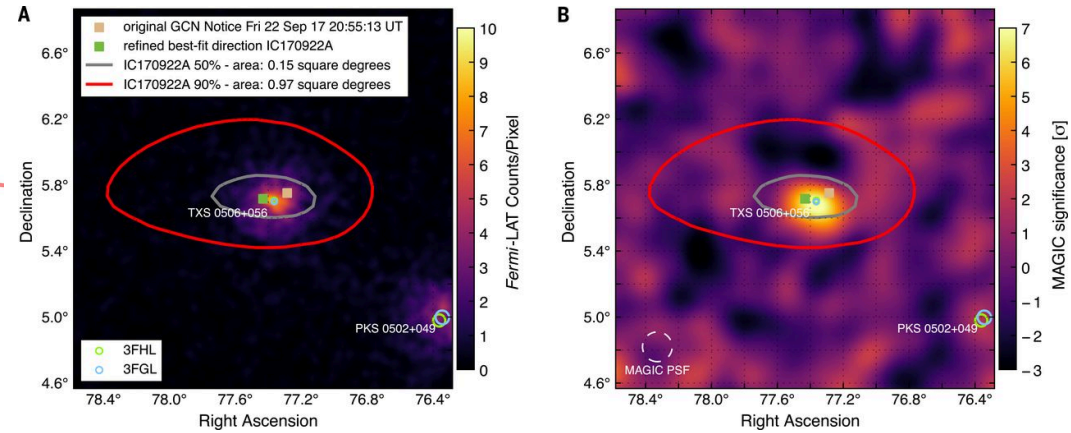 A
original GCN Notice Fri 22 Sep 17 20:55:13 UT
refined best-fit direction IC170922A
IC170922A 50% - area: 0.15 square degrees
IC170922A 90% - area: 0.97 square degrees
6.6°
6.2°
5.8°
5.4°
5.0°
4.6°
Declination
TXS 0506+056
PKS 0502+049
3FHL
3FGL
78.4° 78.0° 77.6° 77.2° 76.8° 76.4°
Right Ascension
10
9
8
7
6
5
4
3
2
1
0
Fermi-LAT Counts/Pixel
B
6.6°
6.2°
5.8°
5.4°
5.0°
4.6°
Declination
TXS 0506+056
PKS 0502+049
MAGIC PSF
78.4° 78.0° 77.6° 77.2° 76.8° 76.4°
Right Ascension
7
6
5
4
3
2
1
0
−1
−2
−3
MAGIC significance [σ]